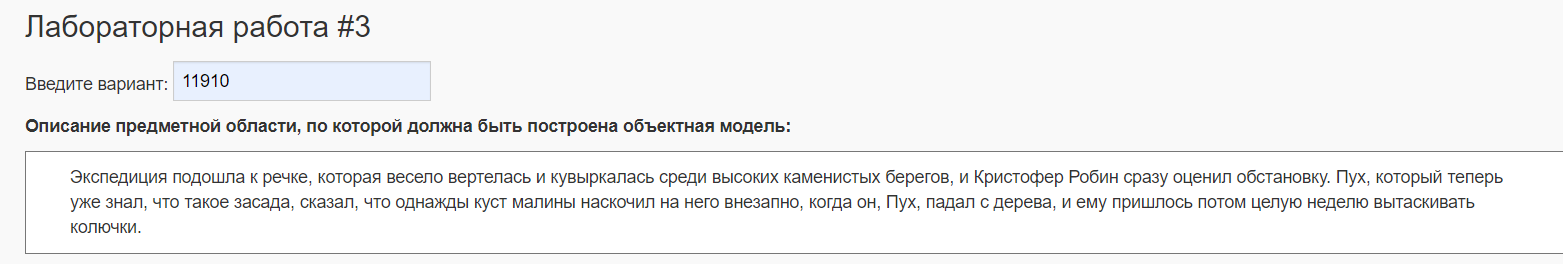 Лабораторная работа #3
Введите вариант: 11910
Описание предметной области, по которой должна быть построена объектная модель:
Экспедиция подошла к речке, которая весело вертелась и кувыркалась среди высоких каменистых берегов, и Кристофер Робин сразу оценил обстановку. Пух, который теперь
уже знал, что такое засада, сказал, что однажды куст малины наскочил на него внезапно, когда он, Пух, падал с дерева, и ему пришлось потом целую неделю вытаскивать
колючки.